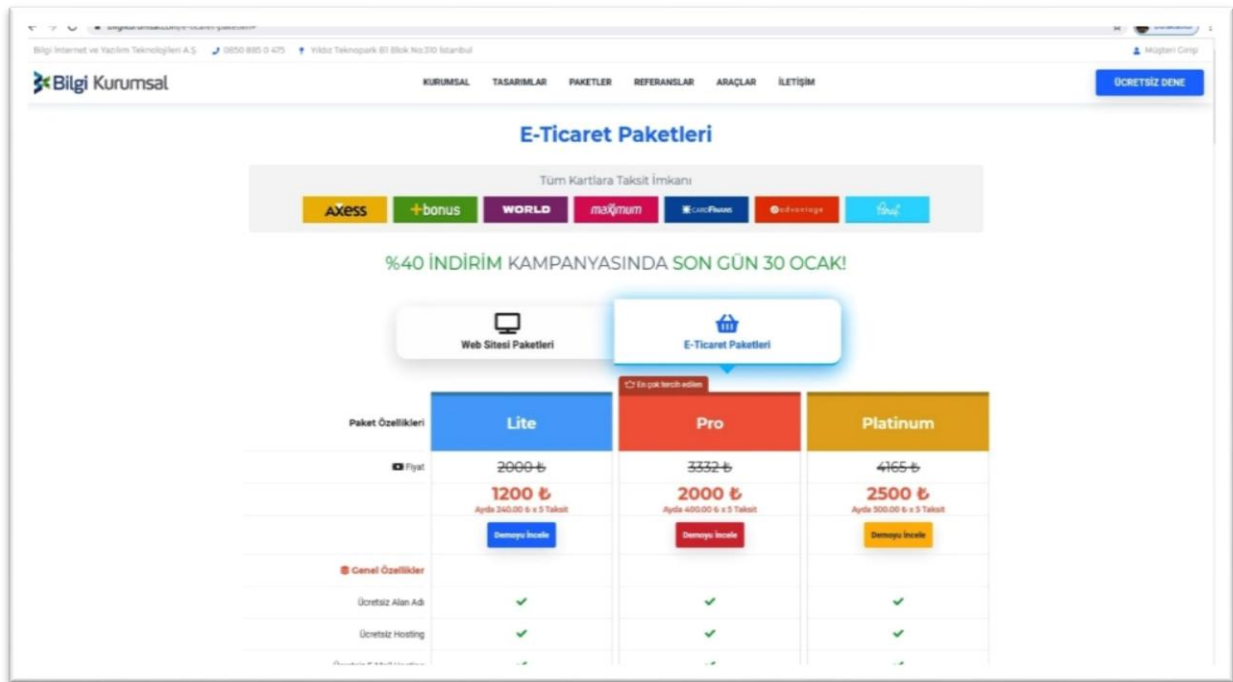 Bilgi Internet ve Yazılım Teknolojileri A.Ş. 0850 885 0 475 Yıldız Teknopark B1 Blok No:310 İstanbul Müşteri Girişi
Bilgi Kurumsal KURUMSAL TASARIMLAR PAKETLER REFERANSLAR ARAÇLAR İLETİŞİM ÜCRETSİZ DENE
E-Ticaret Paketleri
Tüm Kartlara Taksit İmkanı
AXESS +bonus WORLD maximum CARDFINANS advantage Paraf
%40 İNDİRİM KAMPANYASINDA SON GÜN 30 OCAK!
Web Sitesi Paketleri E-Ticaret Paketleri
En çok tercih edilen
Paket Özellikleri Lite Pro Platinum
Fiyat 2000 ₺ 3332 ₺ 4165 ₺
1200 ₺ 2000 ₺ 2500 ₺
Ayda 240.00 ₺ x 5 Taksit Ayda 400.00 ₺ x 5 Taksit Ayda 500.00 ₺ x 5 Taksit
Demoyu İncele Demoyu İncele Demoyu İncele
Genel Özellikler
Ücretsiz Alan Adı
Ücretsiz Hosting